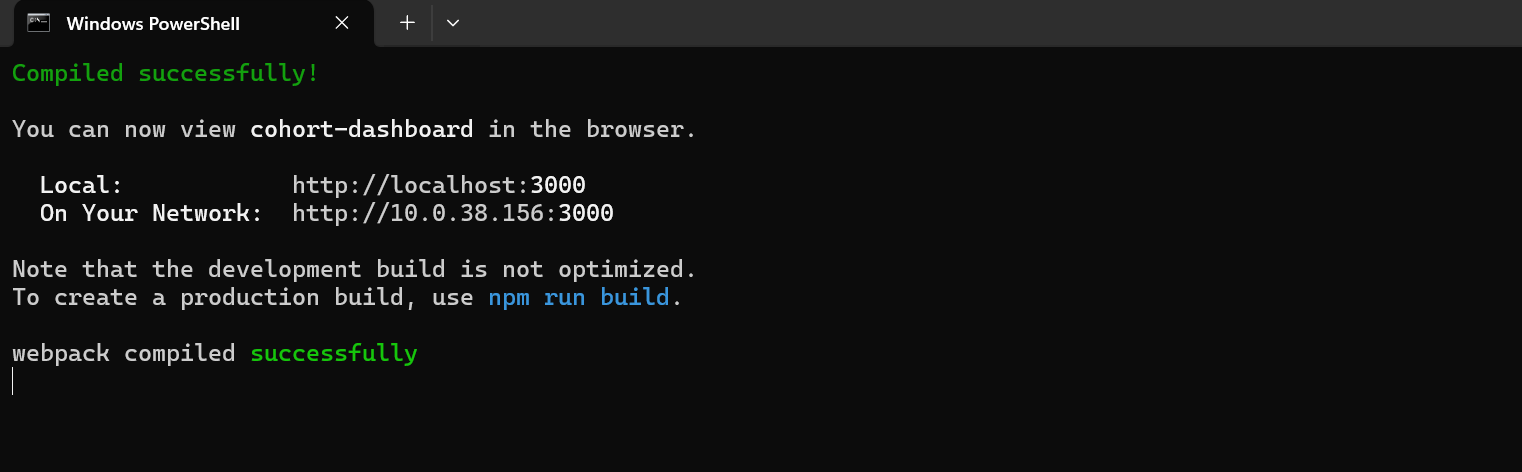 Windows PowerShell
Compiled successfully!
You can now view cohort-dashboard in the browser.
Local: http://localhost:3000
On Your Network: http://10.0.38.156:3000
Note that the development build is not optimized.
To create a production build, use npm run build.
webpack compiled successfully